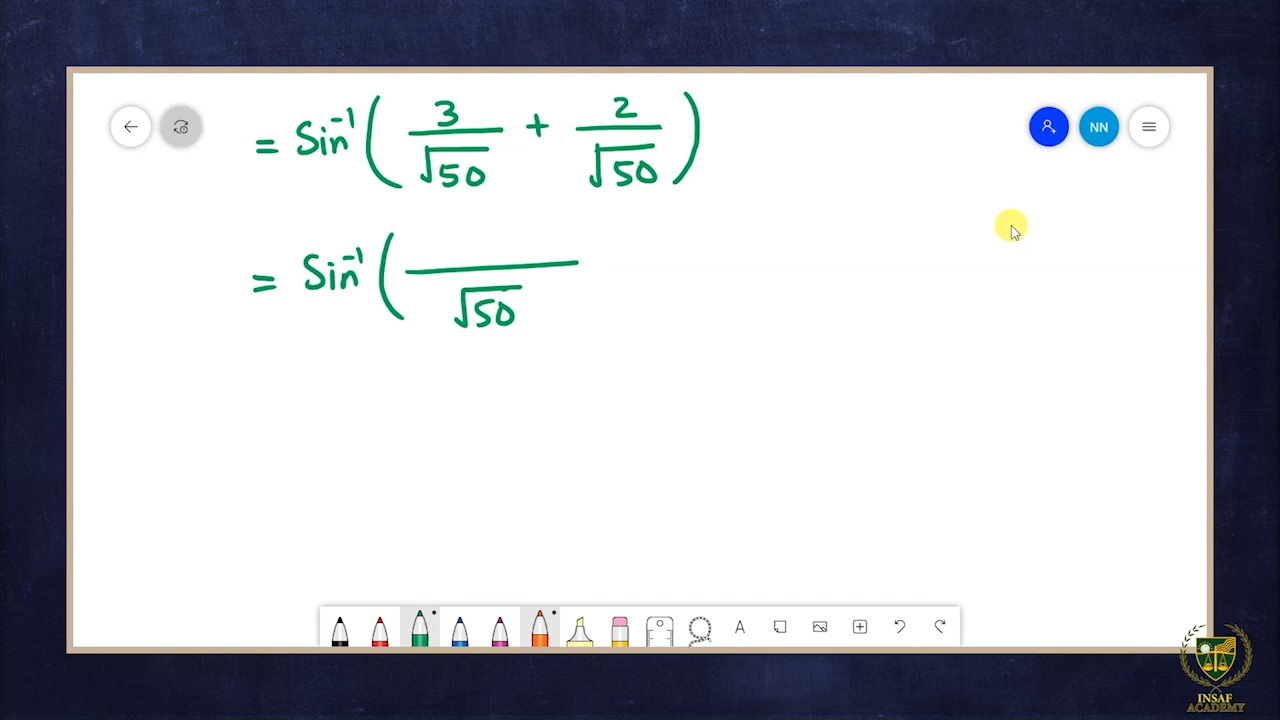 = Sin⁻¹ ( 3/√50 + 2/√50 )
NN
= Sin⁻¹ ( /√50
A
INSAF
ACADEMY